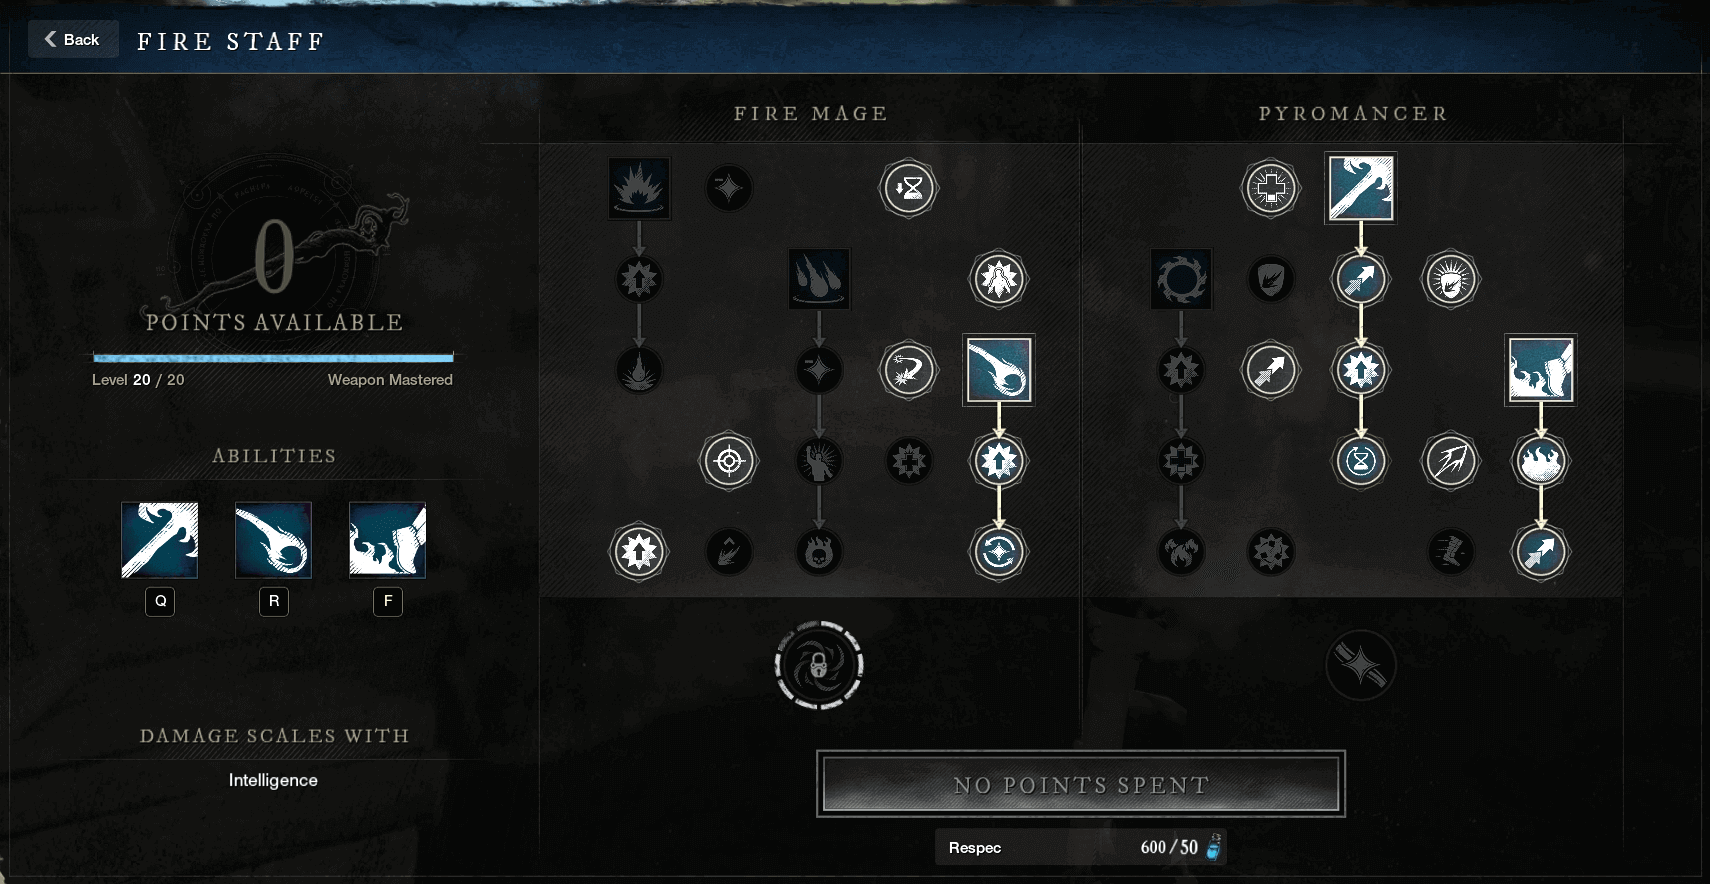 Back
FIRE STAFF
FIRE MAGE
PYROMANCER
0
POINTS AVAILABLE
Level 20 / 20
Weapon Mastered
ABILITIES
Q
R
F
DAMAGE SCALES WITH
Intelligence
NO POINTS SPENT
Respec
600/50